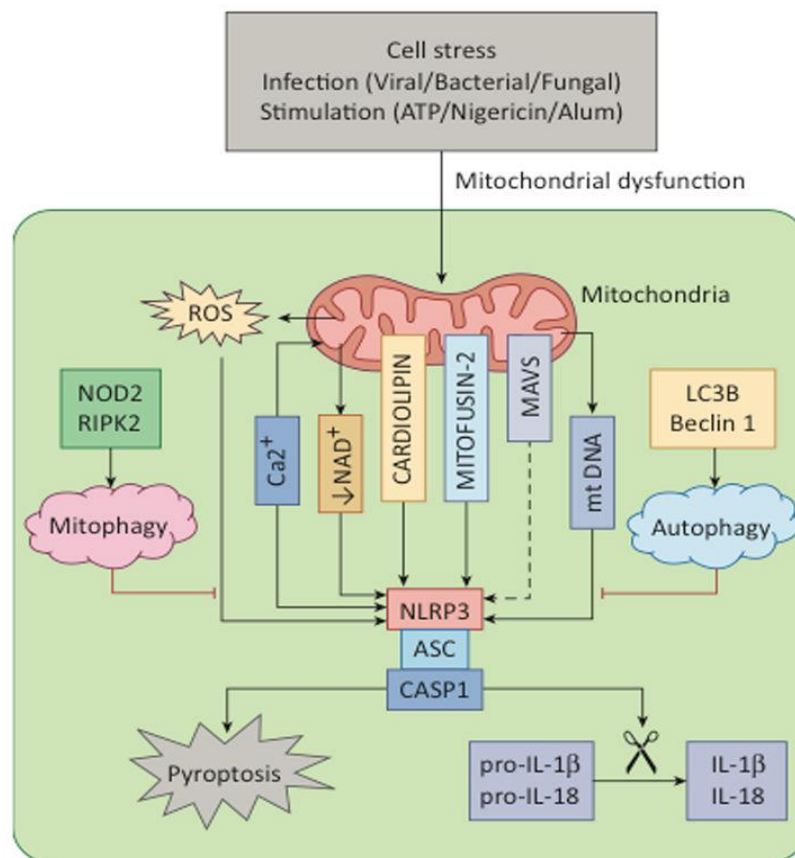 Cell stress
Infection (Viral/Bacterial/Fungal)
Stimulation (ATP/Nigericin/Alum)
Mitochondrial dysfunction
Mitochondria
ROS
NOD2
RIPK2
Mitophagy
Ca2⁺
↓NAD⁺
CARDIOLIPIN
MITOFUSIN-2
MAVS
mt DNA
LC3B
Beclin 1
Autophagy
NLRP3
ASC
CASP1
Pyroptosis
pro-IL-1β
pro-IL-18
IL-1β
IL-18